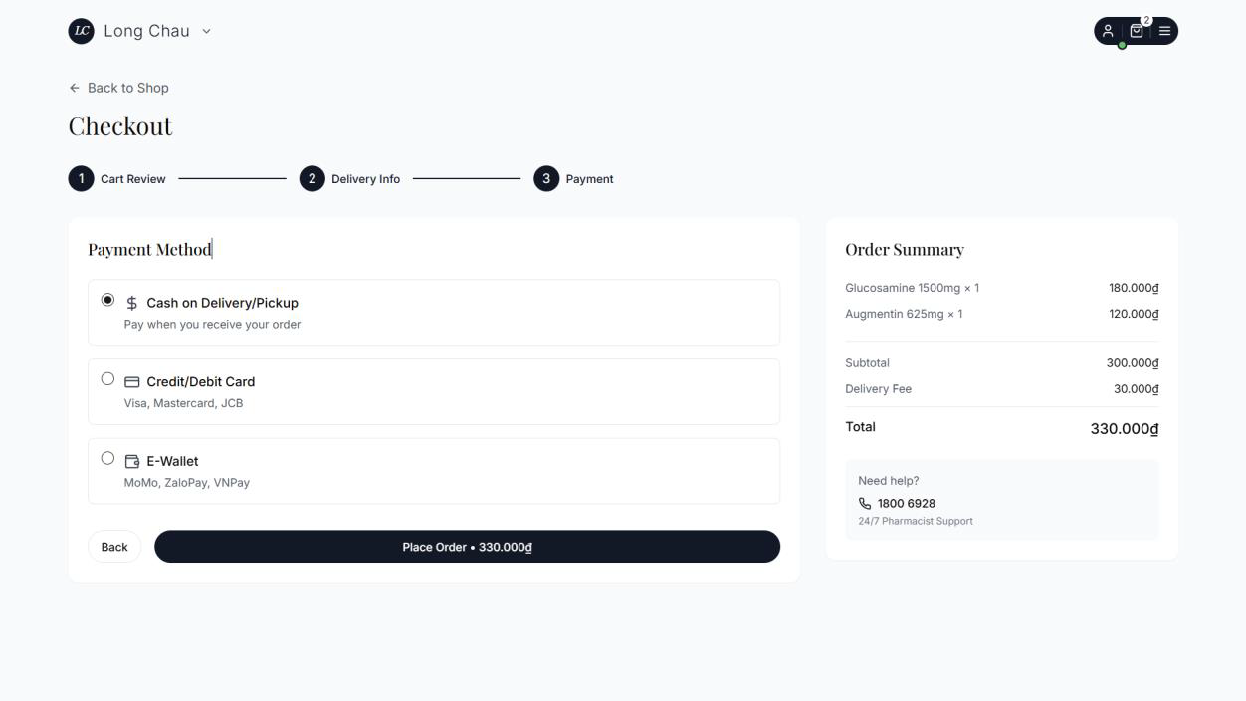 LC Long Chau
2
Back to Shop
Checkout
1 Cart Review 2 Delivery Info 3 Payment
Payment Method
Cash on Delivery/Pickup
Pay when you receive your order
Credit/Debit Card
Visa, Mastercard, JCB
E-Wallet
MoMo, ZaloPay, VNPay
Back
Place Order • 330.000₫
Order Summary
Glucosamine 1500mg × 1 180.000₫
Augmentin 625mg × 1 120.000₫
Subtotal 300.000₫
Delivery Fee 30.000₫
Total 330.000₫
Need help?
1800 6928
24/7 Pharmacist Support